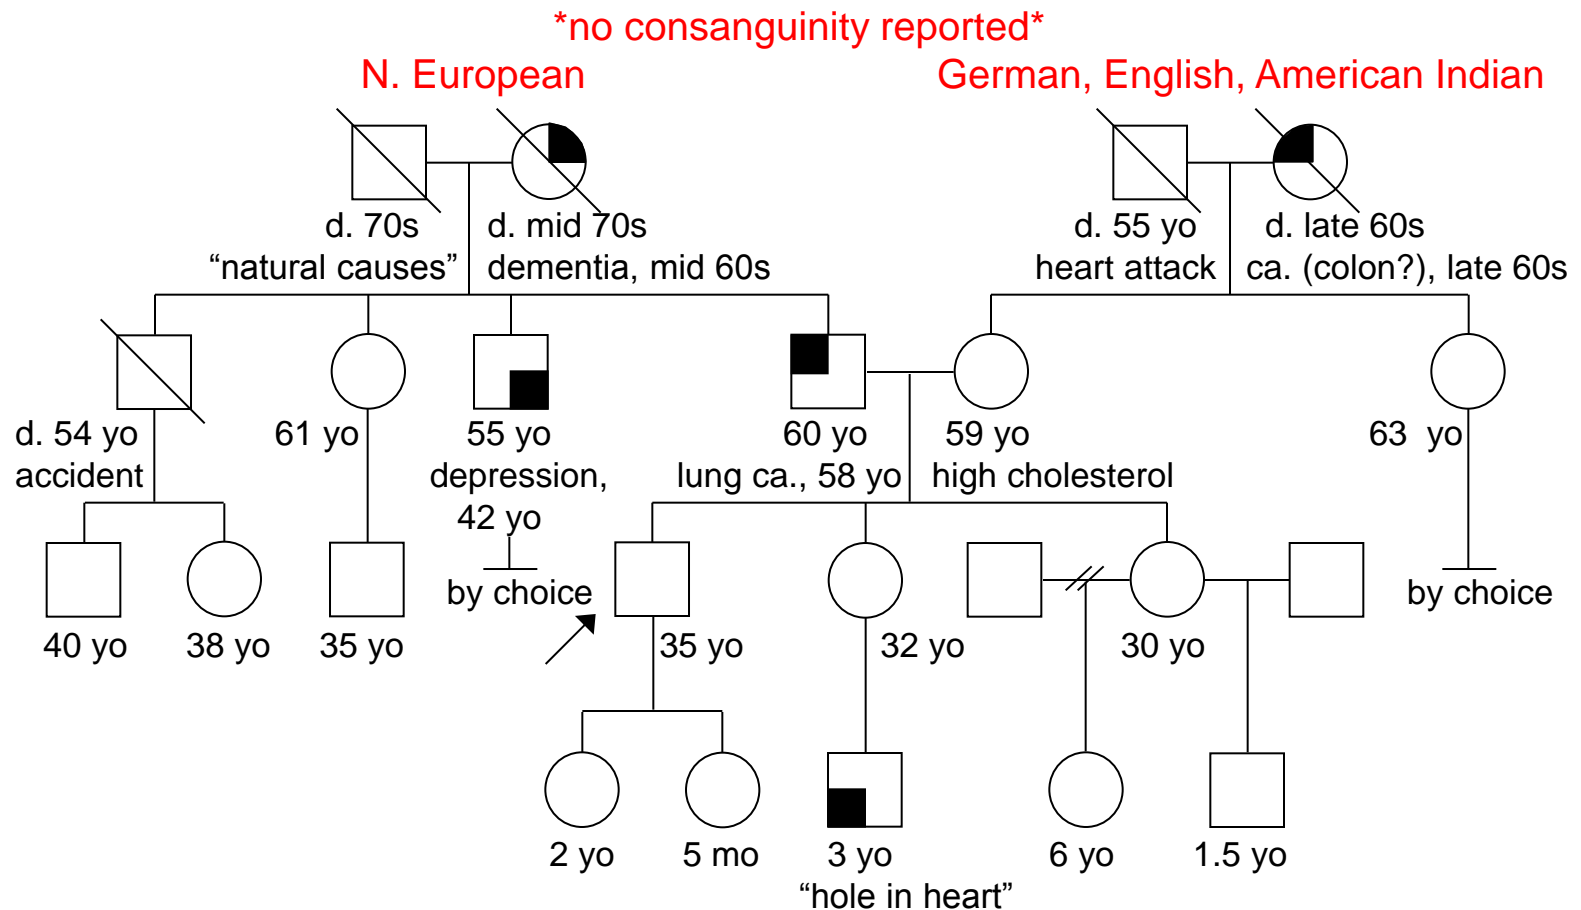 *no consanguinity reported*
N. European
German, English, American Indian
d. 70s
"natural causes"
d. mid 70s
dementia, mid 60s
d. 55 yo
heart attack
d. late 60s
ca. (colon?), late 60s
d. 54 yo
accident
61 yo
55 yo
depression,
42 yo
by choice
60 yo
lung ca., 58 yo
59 yo
high cholesterol
63 yo
by choice
40 yo
38 yo
35 yo
35 yo
32 yo
30 yo
2 yo
5 mo
3 yo
“hole in heart”
6 yo
1.5 yo